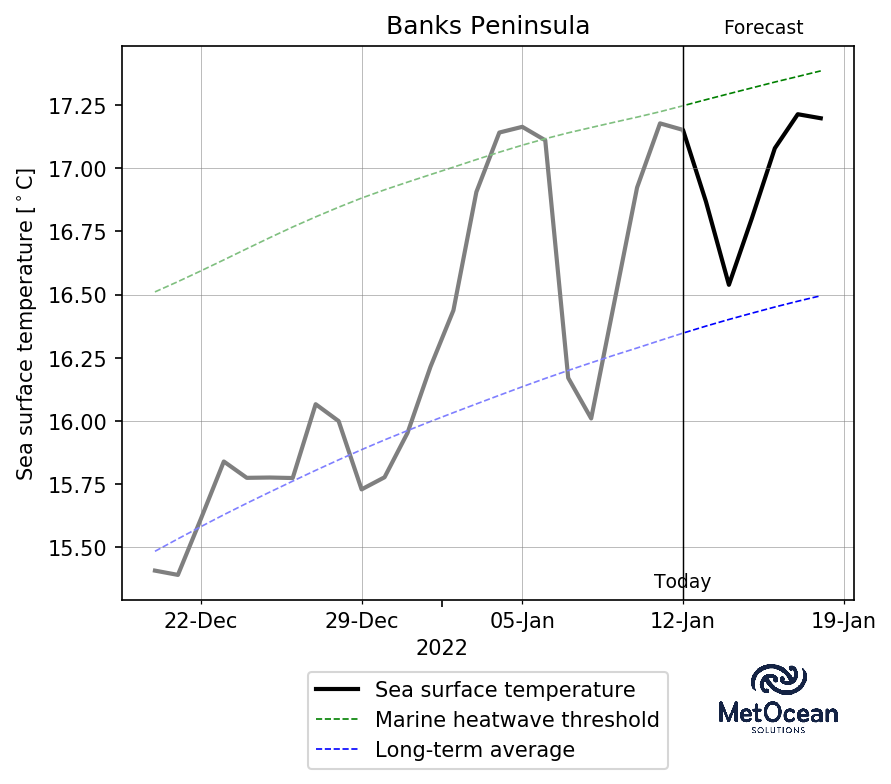 Banks Peninsula
Forecast
Sea surface temperature [°C]
17.25
17.00
16.75
16.50
16.25
16.00
15.75
15.50
Today
22-Dec 29-Dec 05-Jan 12-Jan 19-Jan
2022
Sea surface temperature
Marine heatwave threshold
Long-term average
MetOcean
SOLUTIONS